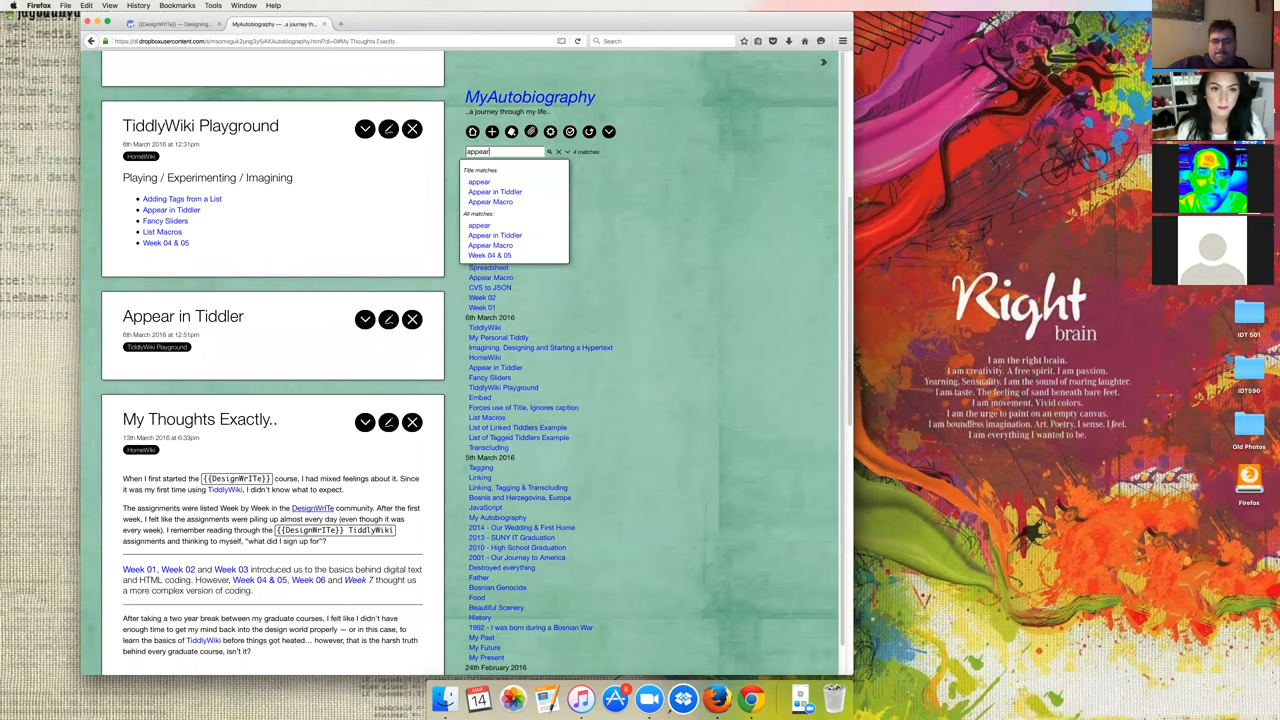 Firefox File Edit View History Bookmarks Tools Window Help
{{DesignWrITe}} — Designing...
MyAutobiography — ..a journey th...
Search
TiddlyWiki Playground
6th March 2016 at 12:31pm
HomeWiki
Playing / Experimenting / Imagining
Adding Tags from a List
Appear in Tiddler
Fancy Sliders
List Macros
Week 04 & 05
Appear in Tiddler
6th March 2016 at 12:51pm
TiddlyWiki Playground
My Thoughts Exactly..
13th March 2016 at 6:33pm
HomeWiki
When I first started the {{DesignWrITe}} course, I had mixed feelings about it. Since
it was my first time using TiddlyWiki, I didn't know what to expect.
The assignments were listed Week by Week in the DesignWrITe community. After the first
week, I felt like the assignments were piling up almost every day (even though it was
every week). I remember reading through the {{DesignWrITe}} TiddlyWiki
assignments and thinking to myself, "what did I sign up for"?
Week 01, Week 02 and Week 03 introduced us to the basics behind digital text
and HTML coding. However, Week 04 & 05, Week 06 and Week 7 thought us
a more complex version of coding.
After taking a two year break between my graduate courses, I felt like I didn't have
enough time to get my mind back into the design world properly — or in this case, to
learn the basics of TiddlyWiki before things got heated... however, that is the harsh truth
behind every graduate course, isn't it?
MyAutobiography
..a journey through my life..
appear
4 matches
Title matches:
appear
Appear in Tiddler
Appear Macro
All matches:
appear
Appear in Tiddler
Appear Macro
Week 04 & 05
Spreadsheet
Appear Macro
CVS to JSON
Week 02
Week 01
6th March 2016
TiddlyWiki
My Personal Tiddly
Imagining, Designing and Starting a Hypertext
HomeWiki
Appear in Tiddler
Fancy Sliders
TiddlyWiki Playground
Embed
Forces use of Title, Ignores caption
List Macros
List of Linked Tiddlers Example
List of Tagged Tiddlers Example
Transcluding
5th March 2016
Tagging
Linking
Linking, Tagging & Transcluding
Bosnia and Herzegovina, Europe
JavaScript
My Autobiography
2014 - Our Wedding & First Home
2013 - SUNY IT Graduation
2010 - High School Graduation
2001 - Our Journey to America
Destroyed everything
Father
Bosnian Genocide
Food
Beautiful Scenery
History
1992 - I was born during a Bosnian War
My Past
My Future
My Present
24th February 2016
Right
brain
I am the right brain.
I am creativity. A free spirit. I am passion.
Yearning. Sensuality. I am the sound of roaring laughter.
I am taste. The feeling of sand beneath bare feet.
I am movement. Vivid colors.
I am the urge to paint on an empty canvas.
I am boundless imagination. Art. Poetry. I sense. I feel.
I am everything I wanted to be.
IDT 501
IDT590
Old Photos
Firefox
MAR
14
5